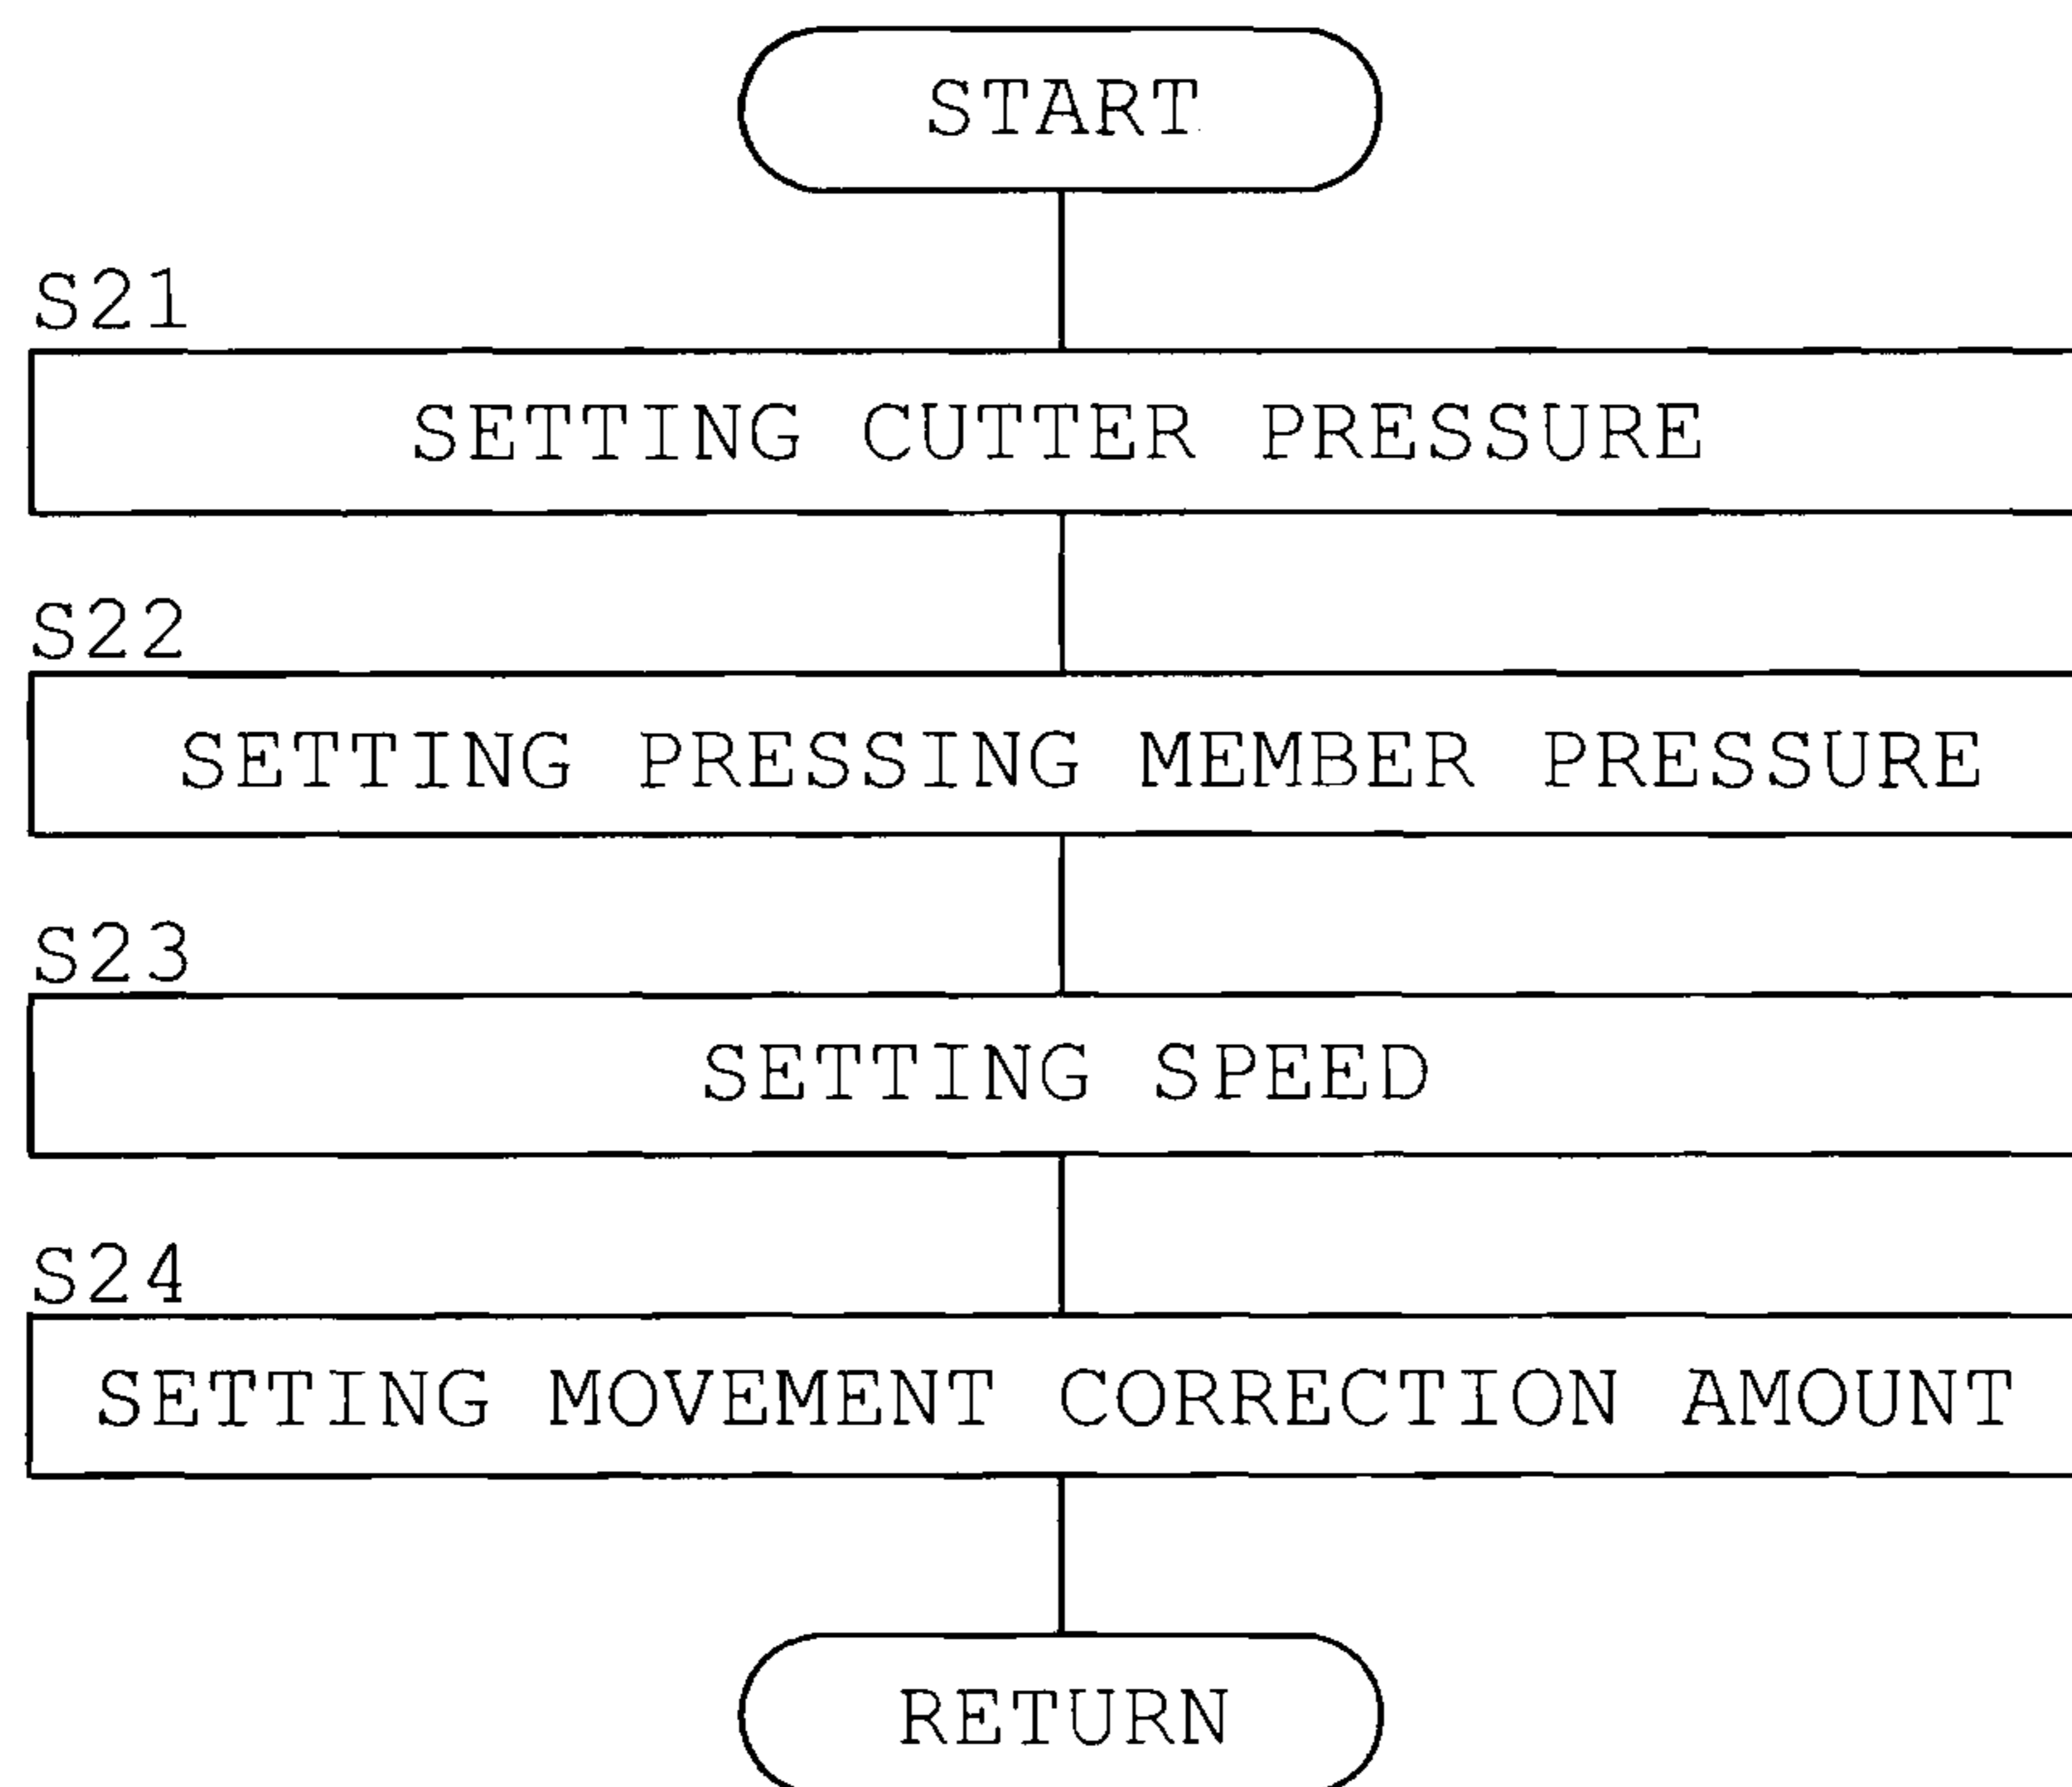 START
S21
SETTING CUTTER PRESSURE
S22
SETTING PRESSING MEMBER PRESSURE
S23
SETTING SPEED
S24
SETTING MOVEMENT CORRECTION AMOUNT
RETURN